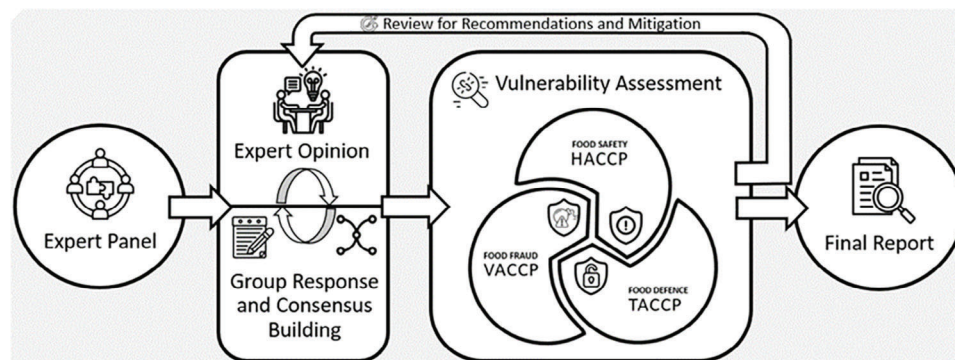 Review for Recommendations and Mitigation
Expert Panel
Expert Opinion
Group Response
and Consensus
Building
Vulnerability Assessment
FOOD SAFETY
HACCP
FOOD FRAUD
VACCP
FOOD DEFENCE
TACCP
Final Report